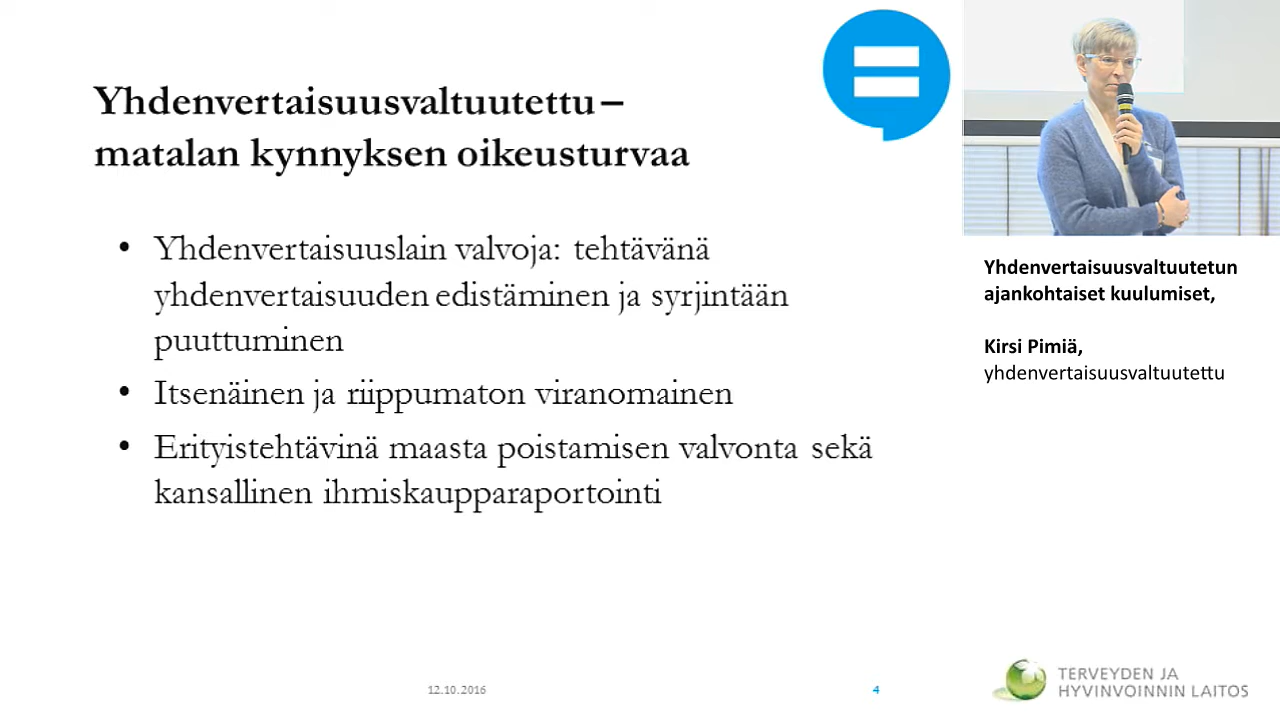 Yhdenvertaisuusvaltuutettu –
matalan kynnyksen oikeusturvaa
• Yhdenvertaisuuslain valvoja: tehtävänä
yhdenvertaisuuden edistäminen ja syrjintään
puuttuminen
• Itsenäinen ja riippumaton viranomainen
• Erityistehtävinä maasta poistamisen valvonta sekä
kansallinen ihmiskaupparaportointi
12.10.2016
4
Yhdenvertaisuusvaltuutetun
ajankohtaiset kuulumiset,
Kirsi Pimiä,
yhdenvertaisuusvaltuutettu
TERVEYDEN JA
HYVINVOINNIN LAITOS